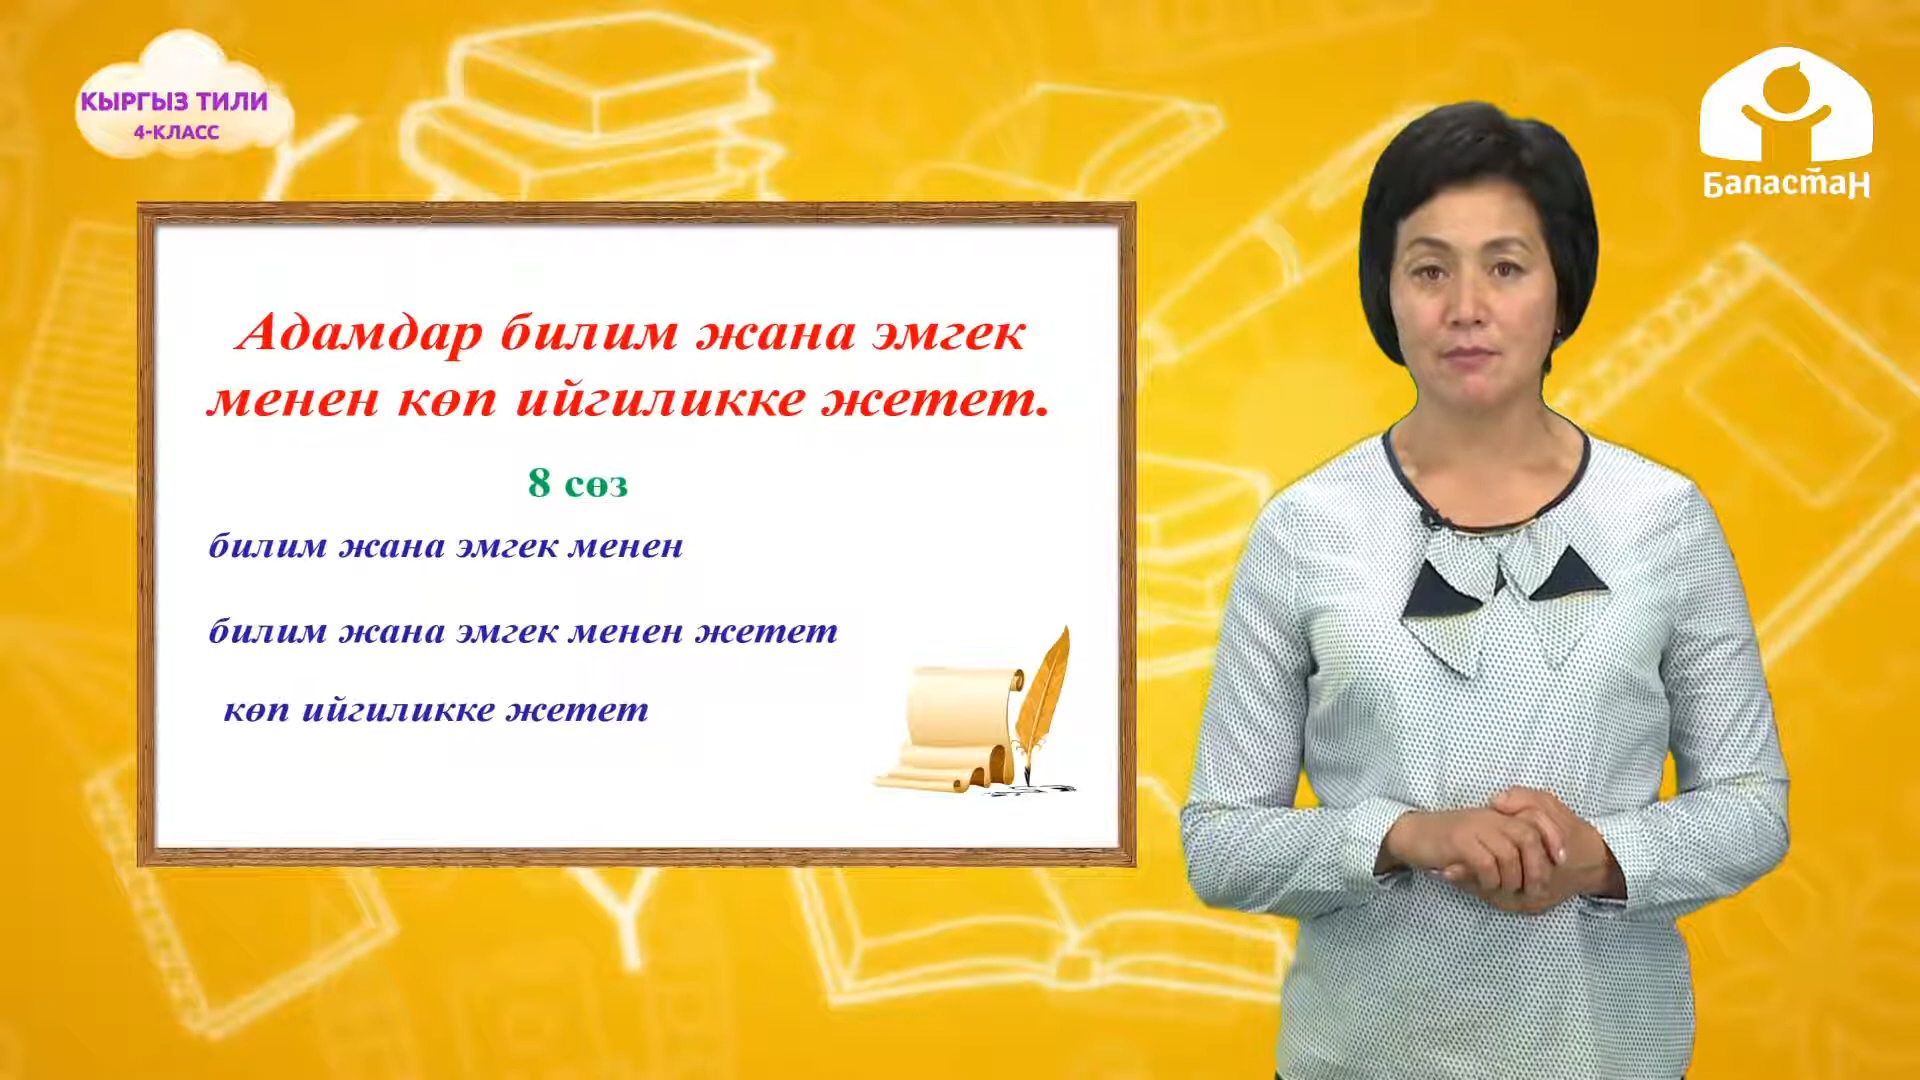 КЫРГЫЗ ТИЛИ
4-КЛАСС
Баластан
Адамдар билим жана эмгек
менен көп ийгиликке жетет.
8 сөз
билим жана эмгек менен
билим жана эмгек менен жетет
көп ийгиликке жетет